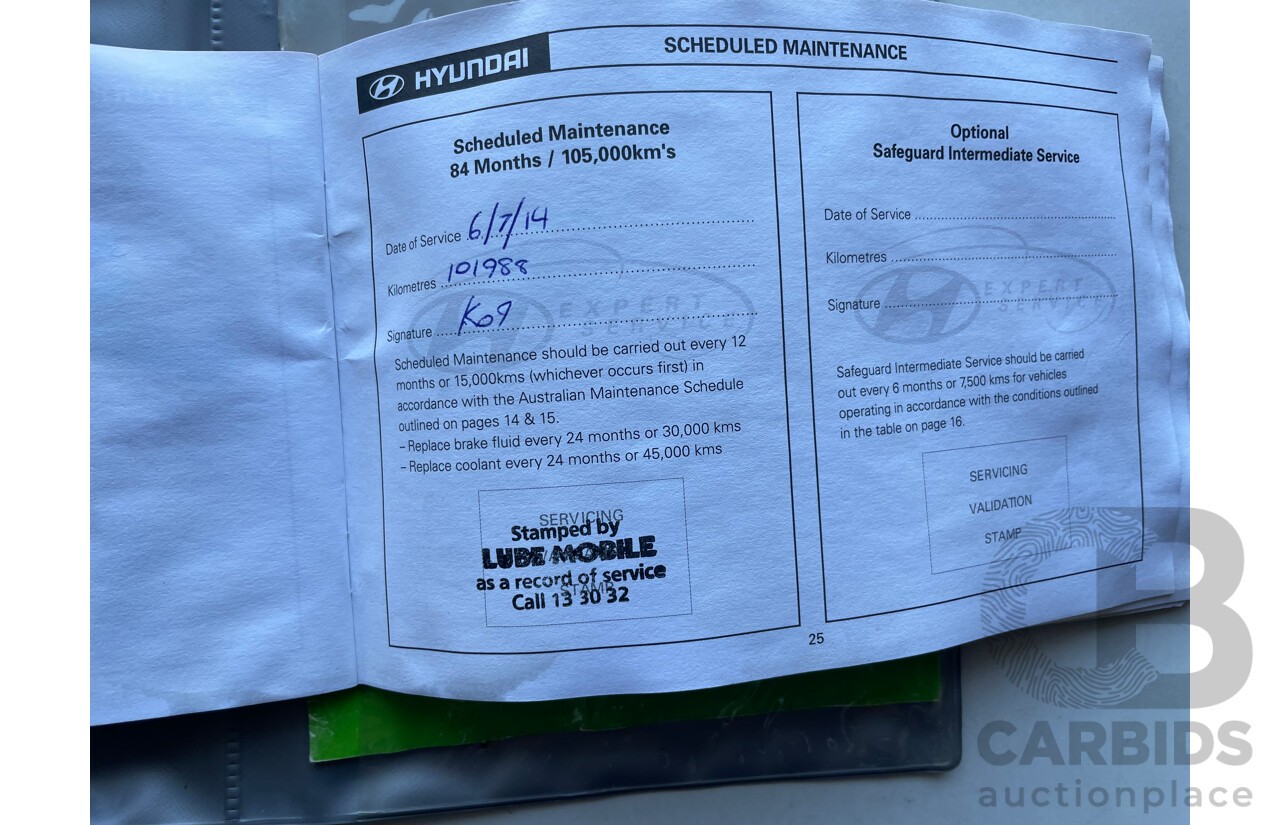 HYUNDAI
SCHEDULED MAINTENANCE
Scheduled Maintenance
84 Months / 105,000km's
Date of Service 6/7/14
Kilometres 101988
Signature
EXPERT
SERVICE
Scheduled Maintenance should be carried out every 12
months or 15,000kms (whichever occurs first) in
accordance with the Australian Maintenance Schedule
outlined on pages 14 & 15.
– Replace brake fluid every 24 months or 30,000 kms
– Replace coolant every 24 months or 45,000 kms
SERVICING
Stamped by
LUBE MOBILE
as a record of service
STAMP
Call 13 30 32
Optional
Safeguard Intermediate Service
Date of Service
Kilometres
Signature
EXPERT
SERVICE
Safeguard Intermediate Service should be carried
out every 6 months or 7,500 kms for vehicles
operating in accordance with the conditions outlined
in the table on page 16.
SERVICING
VALIDATION
STAMP
25
CB
CARBIDS
auctionplace